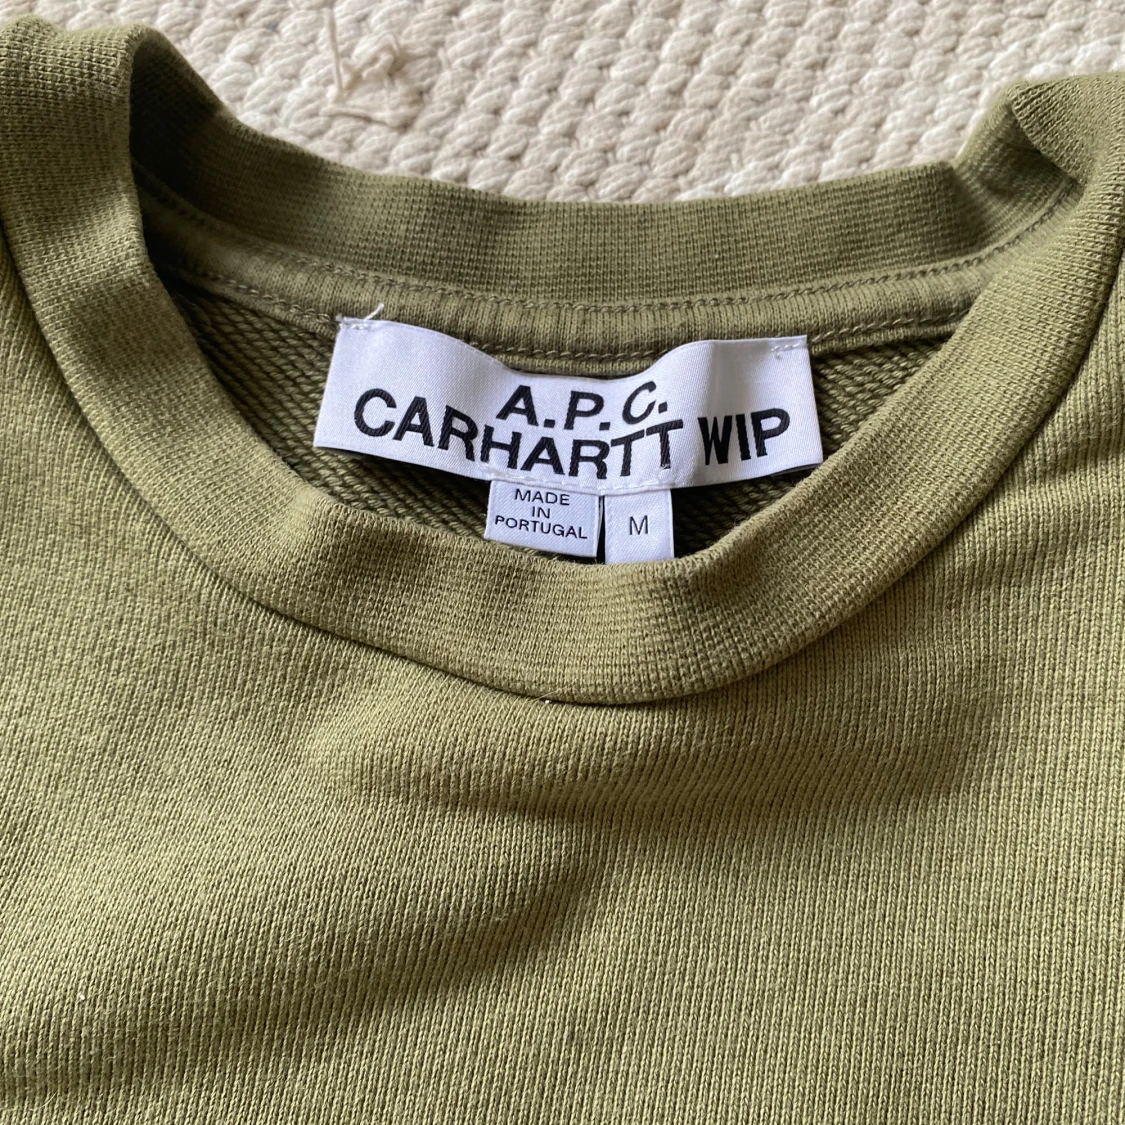 A.P.C.
CARHARTT WIP
MADE
IN
PORTUGAL
M